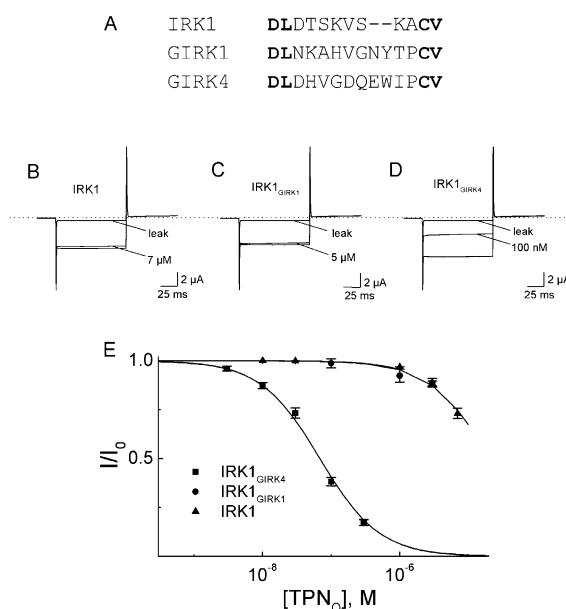 A
IRK1 DLDTSKVS--KACV
GIRK1 DLNKAHVGNYTPCV
GIRK4 DLDHVGDQEWIPCV
B
IRK1
leak
7 µM
2 µA
25 ms
C
IRK1GIRK1
leak
5 µM
2 µA
25 ms
D
IRK1GIRK4
leak
100 nM
2 µA
25 ms
E
1.0
0.5
I/I0
IRK1GIRK4
IRK1GIRK1
IRK1
10-8
10-6
[TPNQ], M